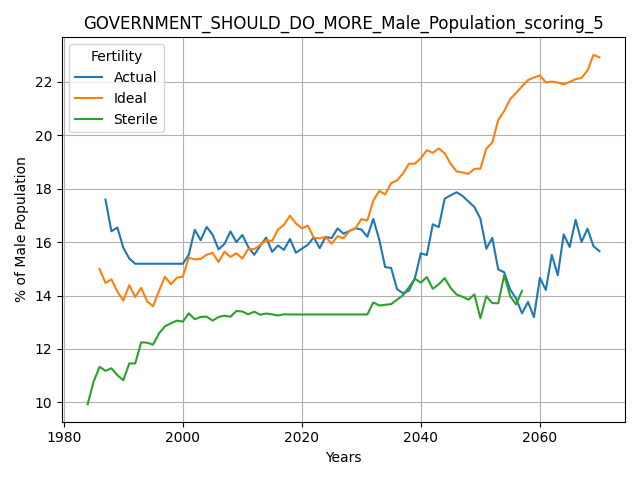 GOVERNMENT_SHOULD_DO_MORE_Male_Population_scoring_5
Fertility
Actual
Ideal
Sterile
% of Male Population
22
20
18
16
14
12
10
1980
2000
2020
2040
2060
Years